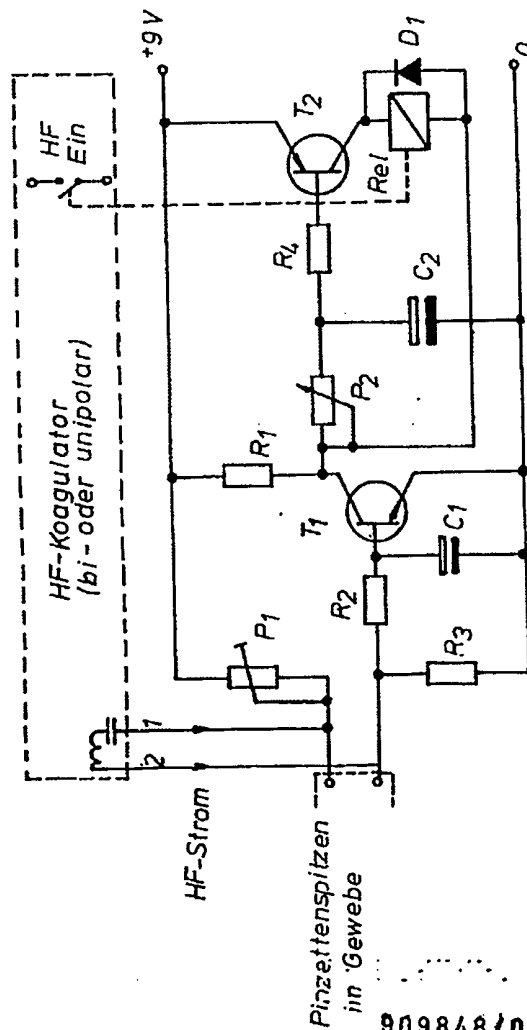 HF-Koagulator
(bi- oder unipolar)
HF
Ein
+9V
HF-Strom
1
2
P1
R1
R4
T2
D1
Rel
P2
C2
T1
R2
C1
R3
0
Pinzettenspitzen
im Gewebe